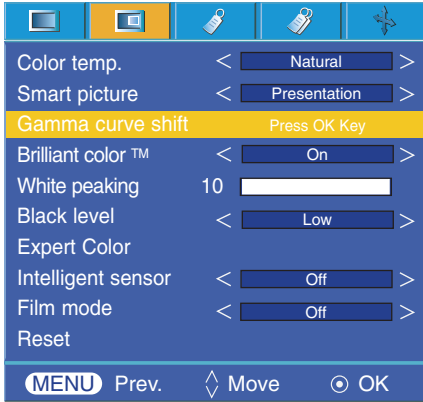 Color temp. < Natural >
Smart picture < Presentation >
Gamma curve shift Press OK Key
Brilliant color TM < On >
White peaking 10
Black level < Low >
Expert Color
Intelligent sensor < Off >
Film mode < Off >
Reset
MENU Prev. Move OK